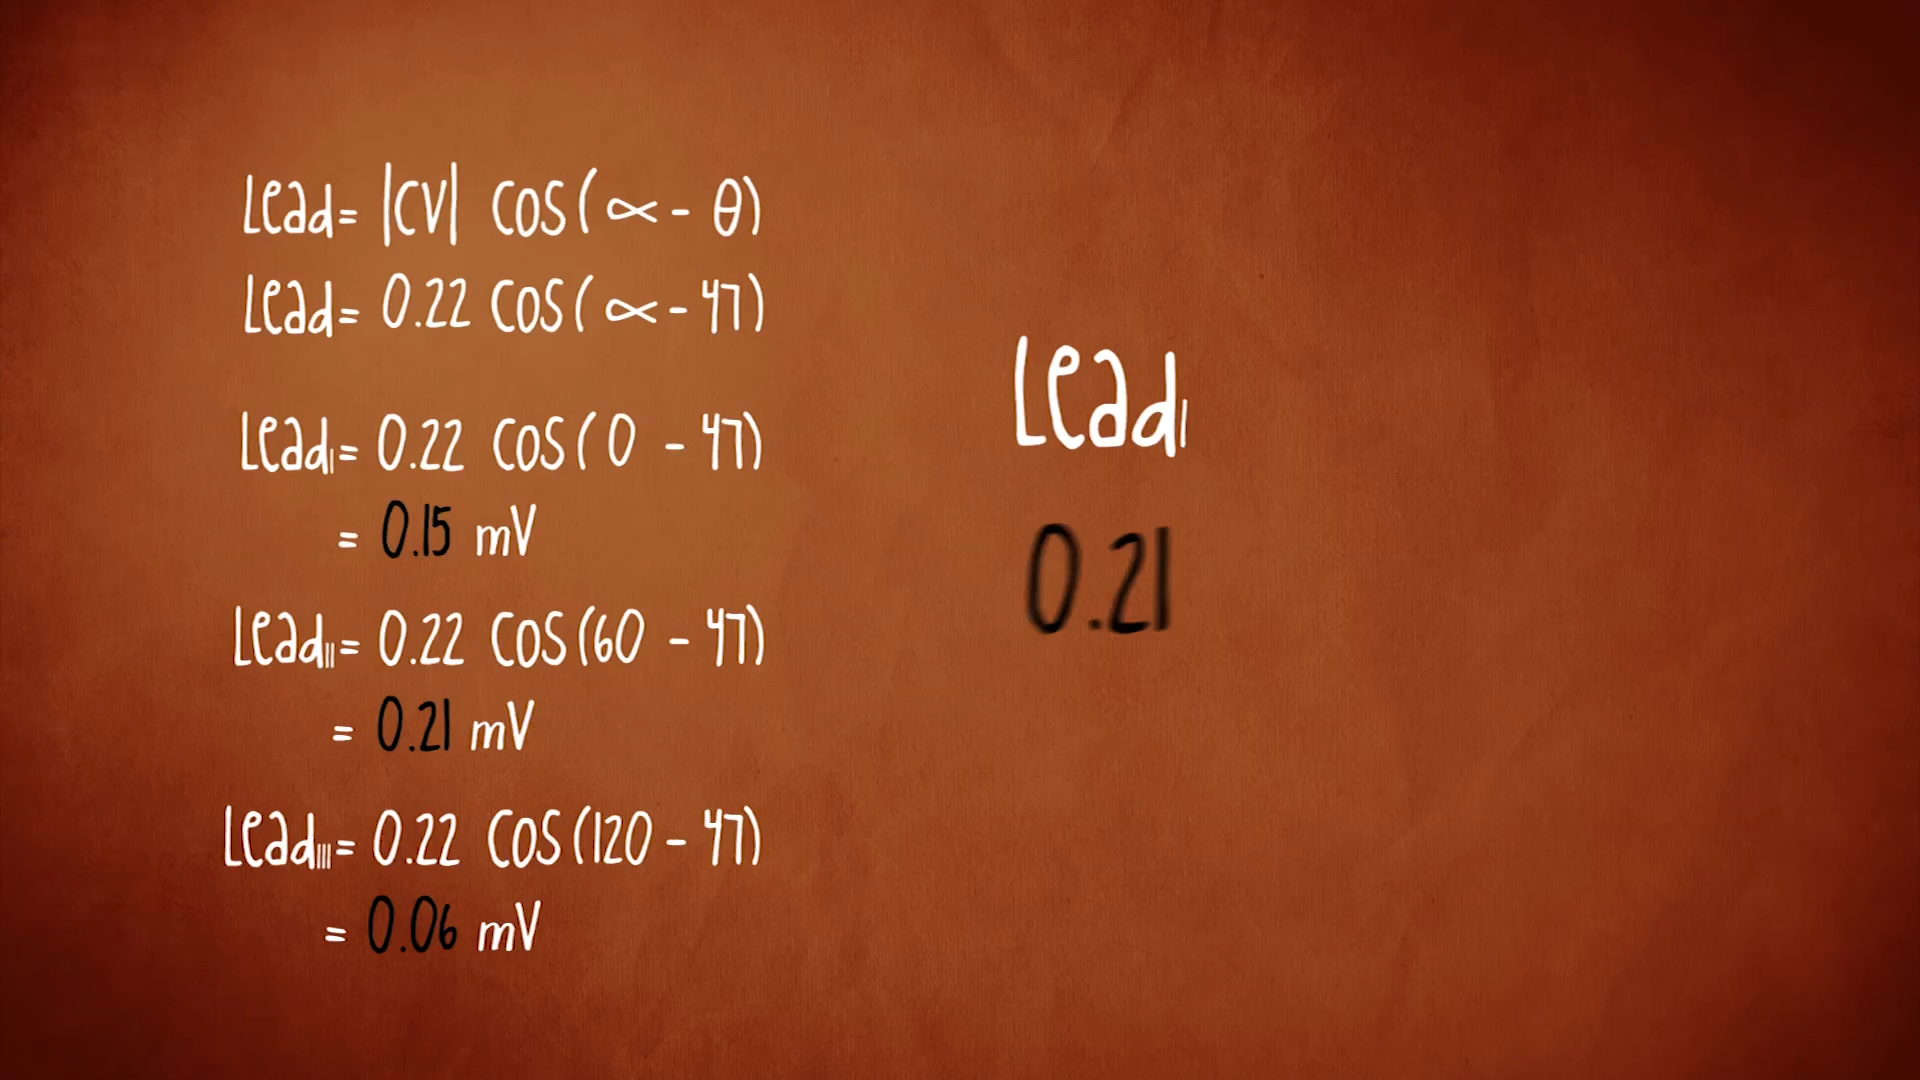 Lead= |CV| COS(∝- θ)
Lead= 0.22 COS(∝- 47)
LeadI= 0.22 COS(0 - 47)
= 0.15 mV
LeadII= 0.22 COS(60 - 47)
= 0.21 mV
LeadIII= 0.22 COS(120 - 47)
= 0.06 mV
LeadI
0.21